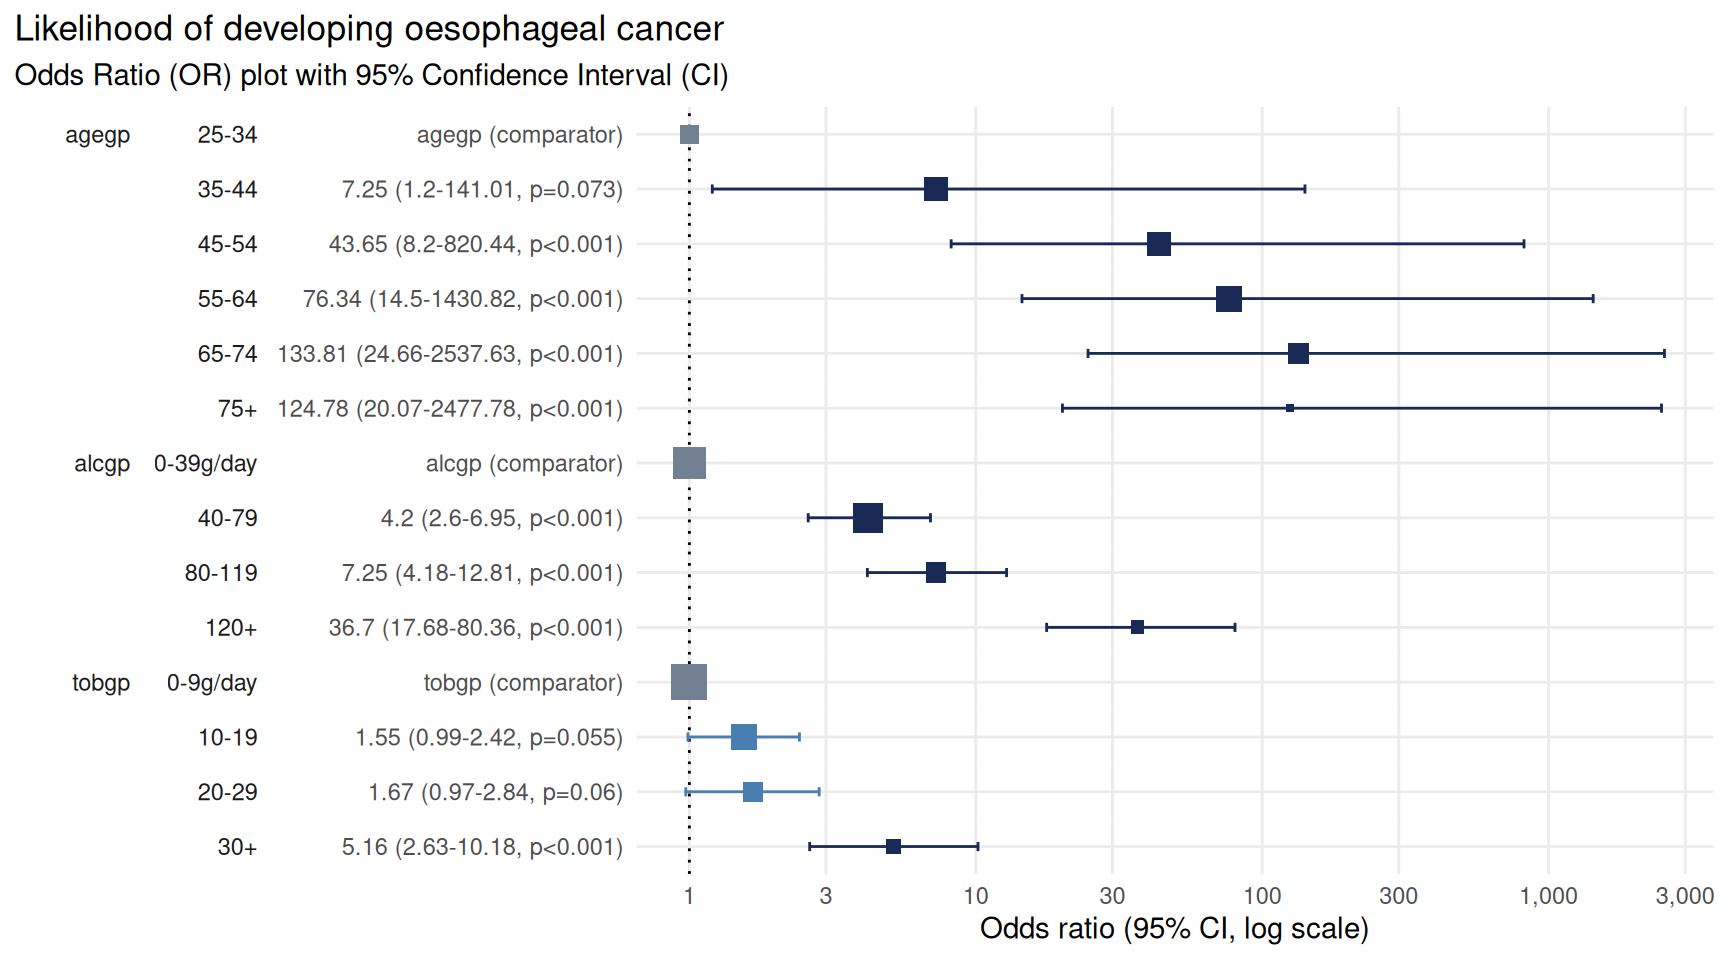 Likelihood of developing oesophageal cancer
Odds Ratio (OR) plot with 95% Confidence Interval (CI)
agegp 25-34 agegp (comparator)
35-44 7.25 (1.2-141.01, p=0.073)
45-54 43.65 (8.2-820.44, p<0.001)
55-64 76.34 (14.5-1430.82, p<0.001)
65-74 133.81 (24.66-2537.63, p<0.001)
75+ 124.78 (20.07-2477.78, p<0.001)
alcgp 0-39g/day alcgp (comparator)
40-79 4.2 (2.6-6.95, p<0.001)
80-119 7.25 (4.18-12.81, p<0.001)
120+ 36.7 (17.68-80.36, p<0.001)
tobgp 0-9g/day tobgp (comparator)
10-19 1.55 (0.99-2.42, p=0.055)
20-29 1.67 (0.97-2.84, p=0.06)
30+ 5.16 (2.63-10.18, p<0.001)
1 3 10 30 100 300 1,000 3,000
Odds ratio (95% CI, log scale)